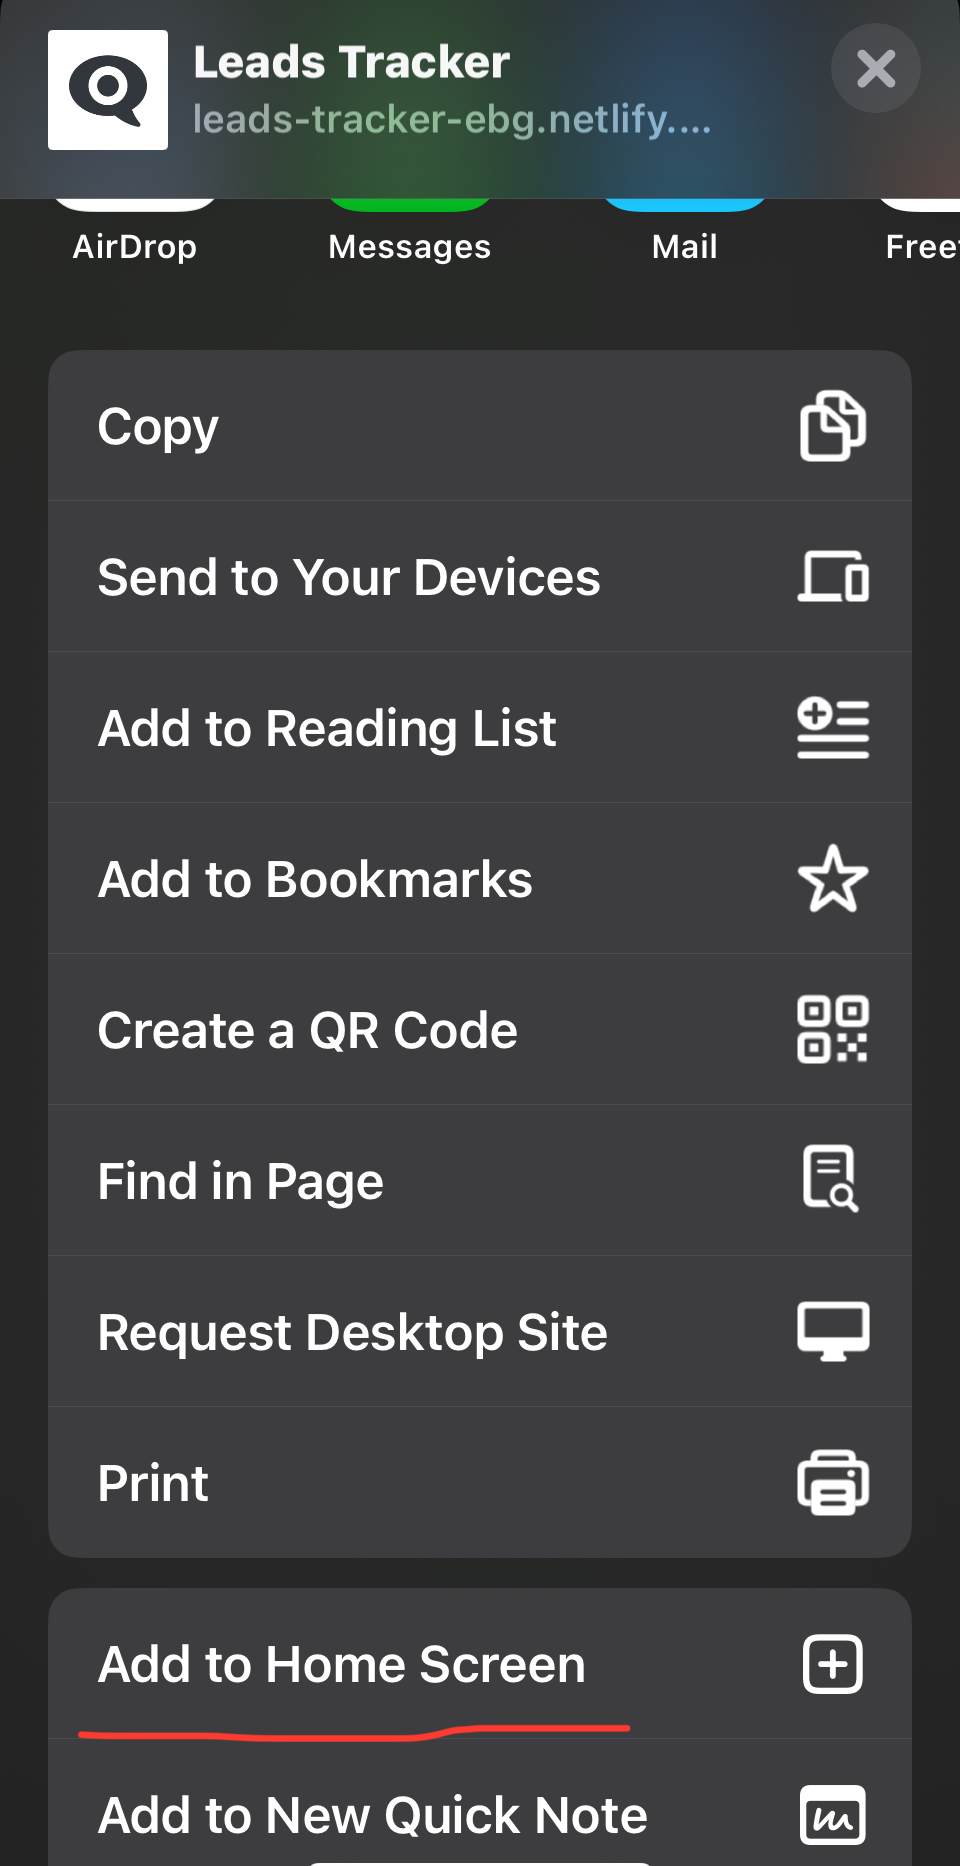 Leads Tracker
leads-tracker-ebg.netlify....
AirDrop Messages Mail Free
Copy
Send to Your Devices
Add to Reading List
Add to Bookmarks
Create a QR Code
Find in Page
Request Desktop Site
Print
Add to Home Screen
Add to New Quick Note